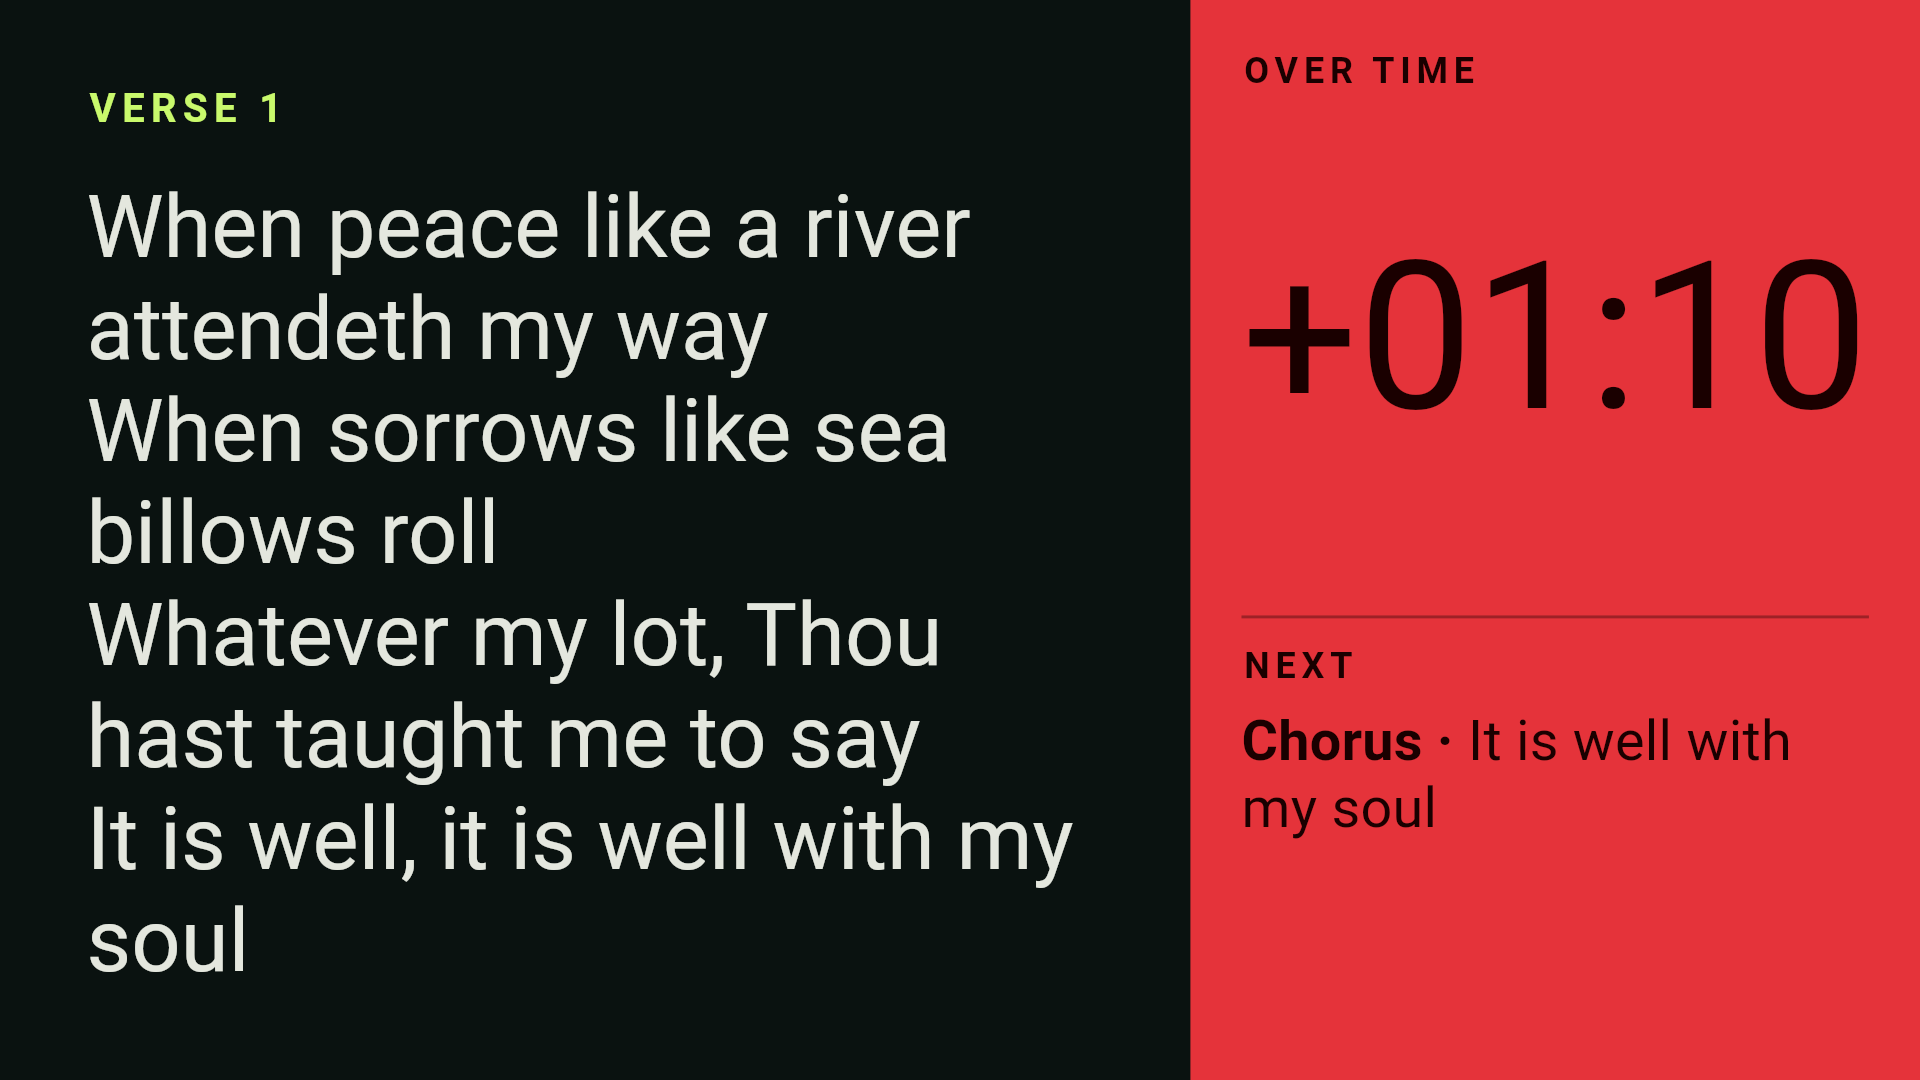 VERSE 1
When peace like a river
attendeth my way
When sorrows like sea
billows roll
Whatever my lot, Thou
hast taught me to say
It is well, it is well with my
soul
OVER TIME
+01:10
NEXT
Chorus · It is well with
my soul